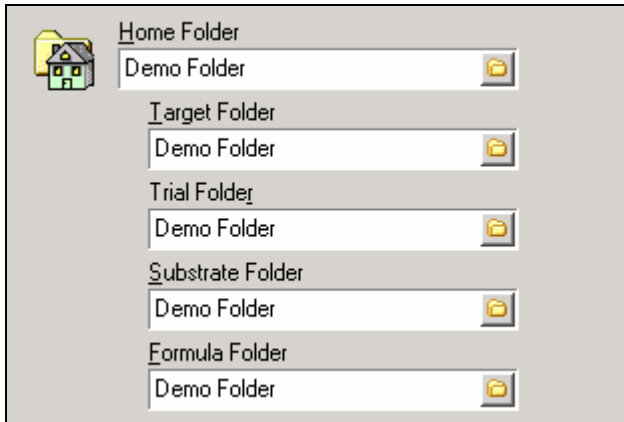 Home Folder
Demo Folder
Target Folder
Demo Folder
Trial Folder
Demo Folder
Substrate Folder
Demo Folder
Formula Folder
Demo Folder